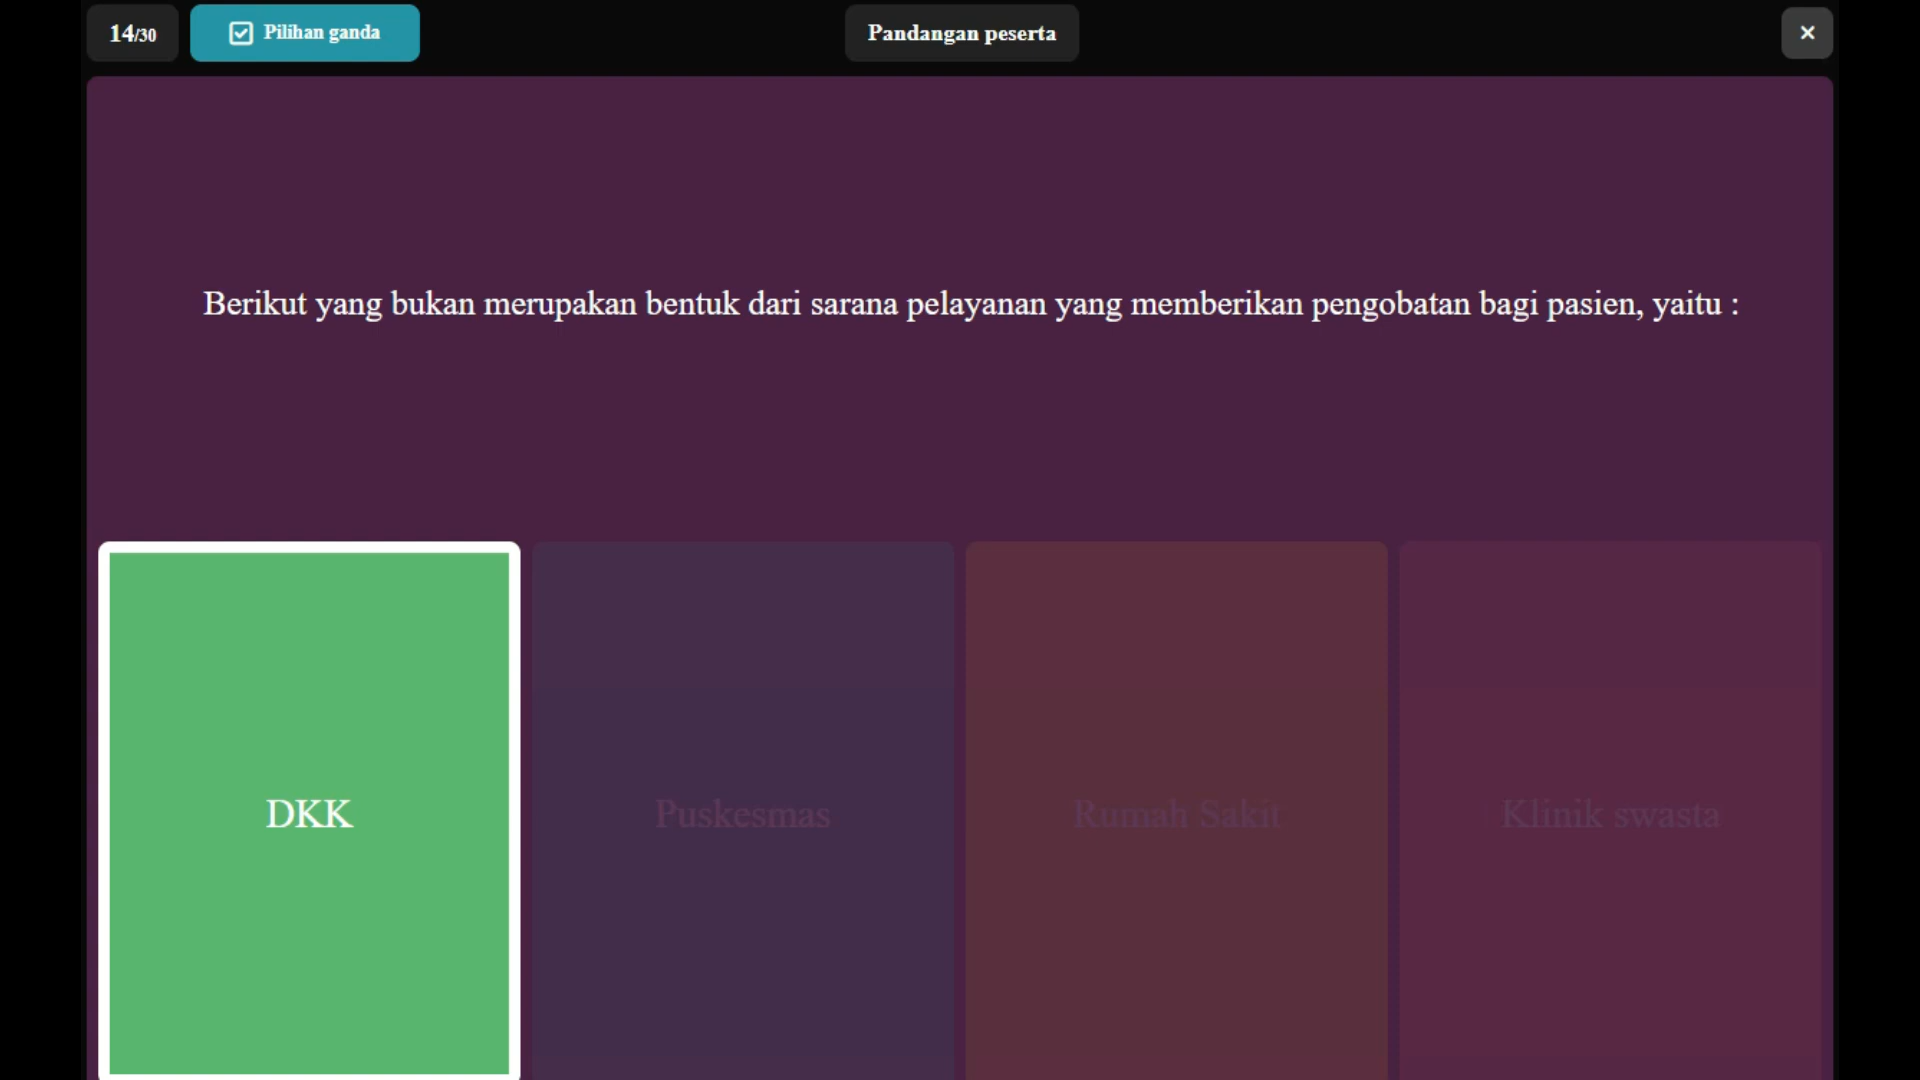 14/30
Pilihan ganda
Pandangan peserta
Berikut yang bukan merupakan bentuk dari sarana pelayanan yang memberikan pengobatan bagi pasien, yaitu :
DKK
Puskesmas
Rumah Sakit
Klinik swasta